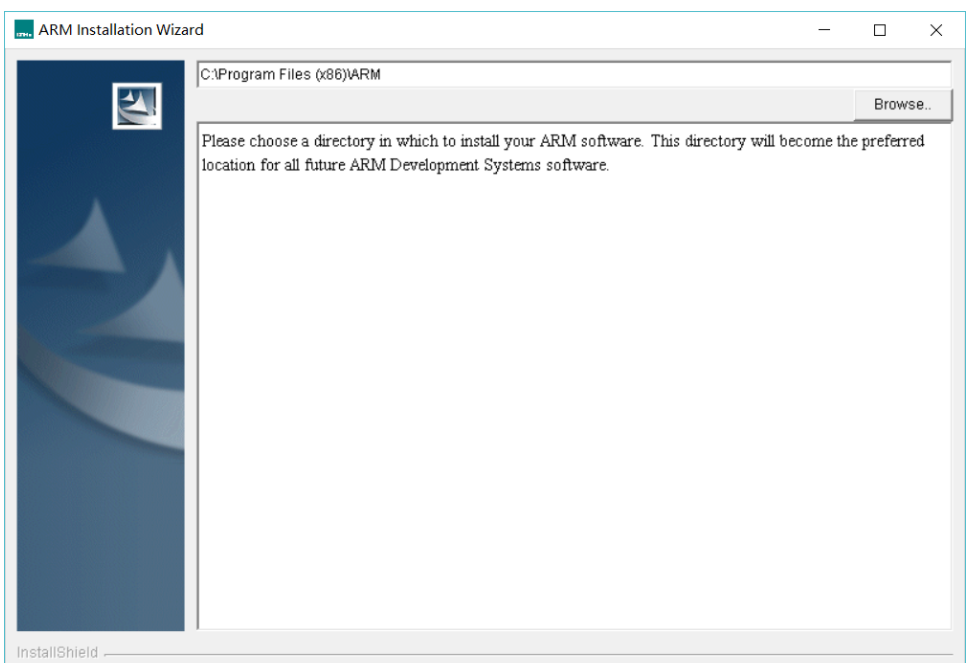 ARM Installation Wizard
C:\Program Files (x86)\ARM
Browse..
Please choose a directory in which to install your ARM software. This directory will become the preferred
location for all future ARM Development Systems software.
InstallShield